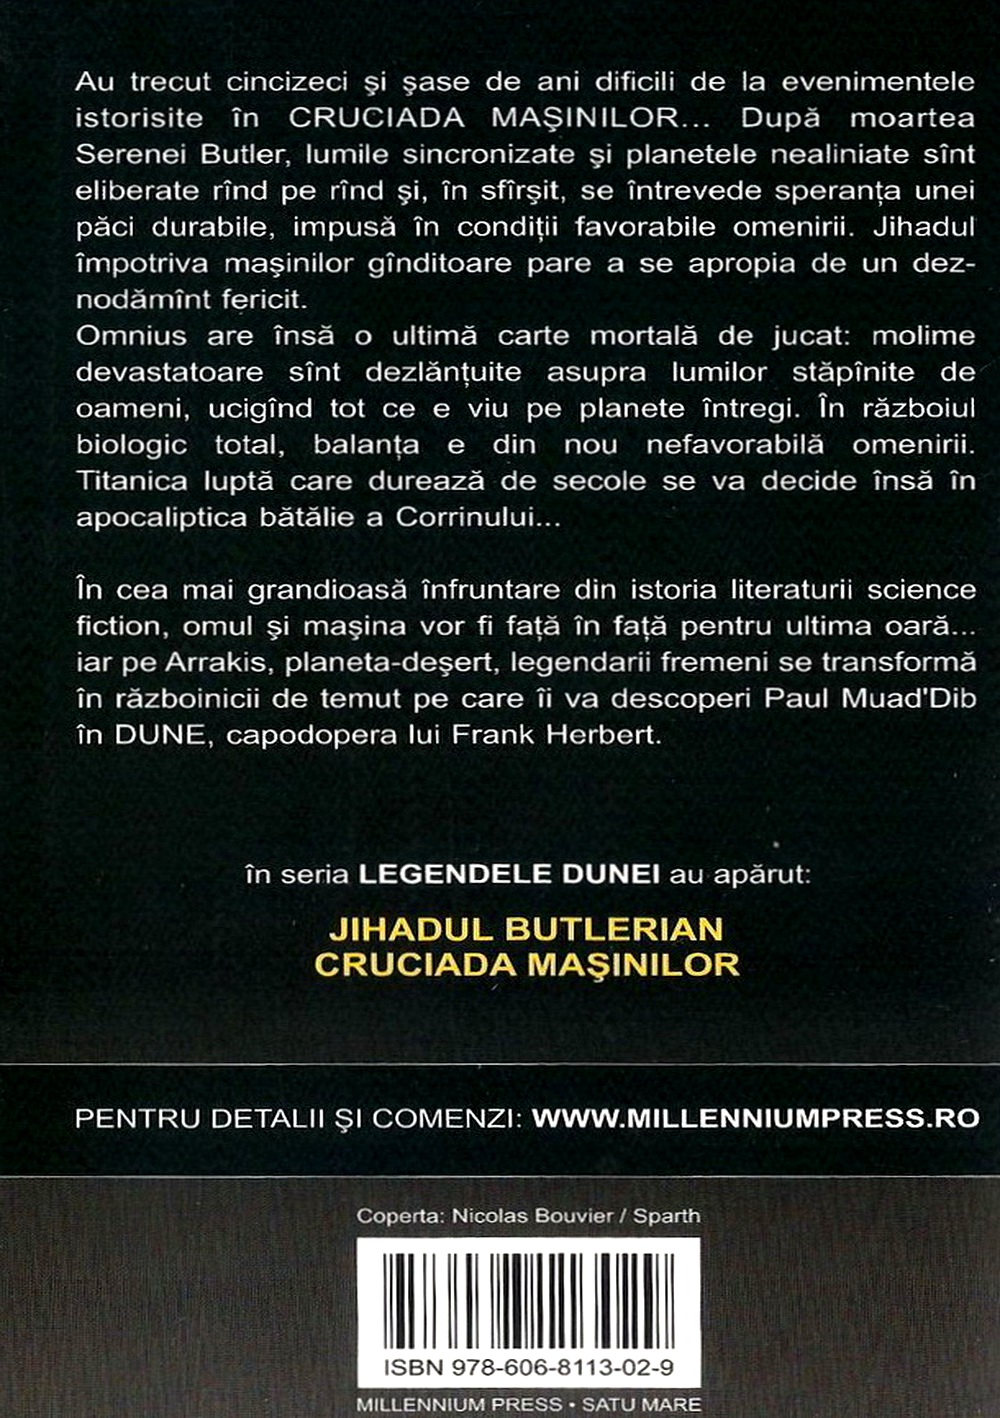 Au trecut cincizeci şi şase de ani dificili de la evenimentele
istorisite în CRUCIADA MAŞINILOR... După moartea
Serenei Butler, lumile sincronizate şi planetele nealiniate sînt
eliberate rînd pe rînd şi, în sfîrşit, se întrevede speranţa unei
păci durabile, impusă în condiţii favorabile omenirii. Jihadul
împotriva maşinilor gînditoare pare a se apropia de un dez-
nodămînt fericit.
Omnius are însă o ultimă carte mortală de jucat: molime
devastatoare sînt dezlănţuite asupra lumilor stăpînite de
oameni, ucigînd tot ce e viu pe planete întregi. În războiul
biologic total, balanţa e din nou nefavorabilă omenirii.
Titanica luptă care durează de secole se va decide însă în
apocaliptica bătălie a Corrinului...
În cea mai grandioasă înfruntare din istoria literaturii science
fiction, omul şi maşina vor fi faţă în faţă pentru ultima oară...
iar pe Arrakis, planeta-deşert, legendarii fremeni se transformă
în războinicii de temut pe care îi va descoperi Paul Muad'Dib
în DUNE, capodopera lui Frank Herbert.
în seria LEGENDELE DUNEI au apărut:
JIHADUL BUTLERIAN
CRUCIADA MAŞINILOR
PENTRU DETALII ŞI COMENZI: WWW.MILLENNIUMPRESS.RO
Coperta: Nicolas Bouvier / Sparth
ISBN 978-606-8113-02-9
MILLENNIUM PRESS • SATU MARE